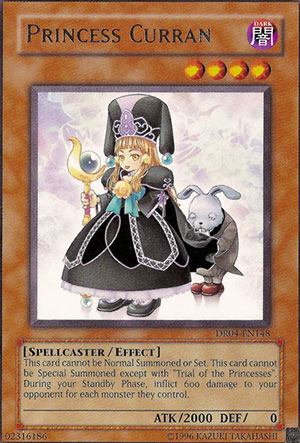 PRINCESS CURRAN
DARK
闇
DR04-EN148
[SPELLCASTER / EFFECT]
This card cannot be Normal Summoned or Set. This card cannot
be Special Summoned except with "Trial of the Princesses".
During your Standby Phase, inflict 600 damage to your
opponent for each monster they control.
ATK/2000 DEF/ 0
02316186
©1996 KAZUKI TAKAHASHI